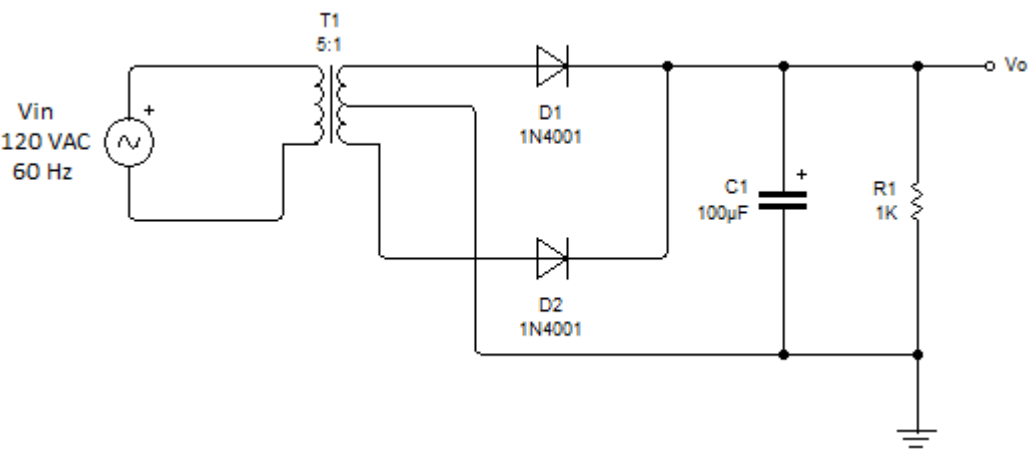 T1
5:1
Vin
120 VAC
60 Hz
+
D1
1N4001
D2
1N4001
C1
100µF
+
R1
1K
Vo